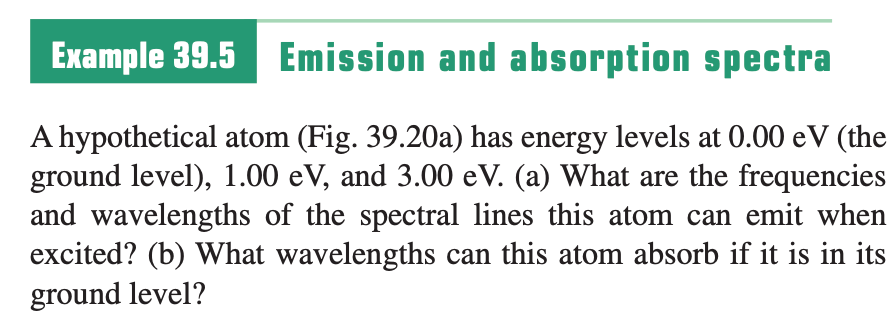 Example 39.5 Emission and absorption spectra
A hypothetical atom (Fig. 39.20a) has energy levels at 0.00 eV (the
ground level), 1.00 eV, and 3.00 eV. (a) What are the frequencies
and wavelengths of the spectral lines this atom can emit when
excited? (b) What wavelengths can this atom absorb if it is in its
ground level?